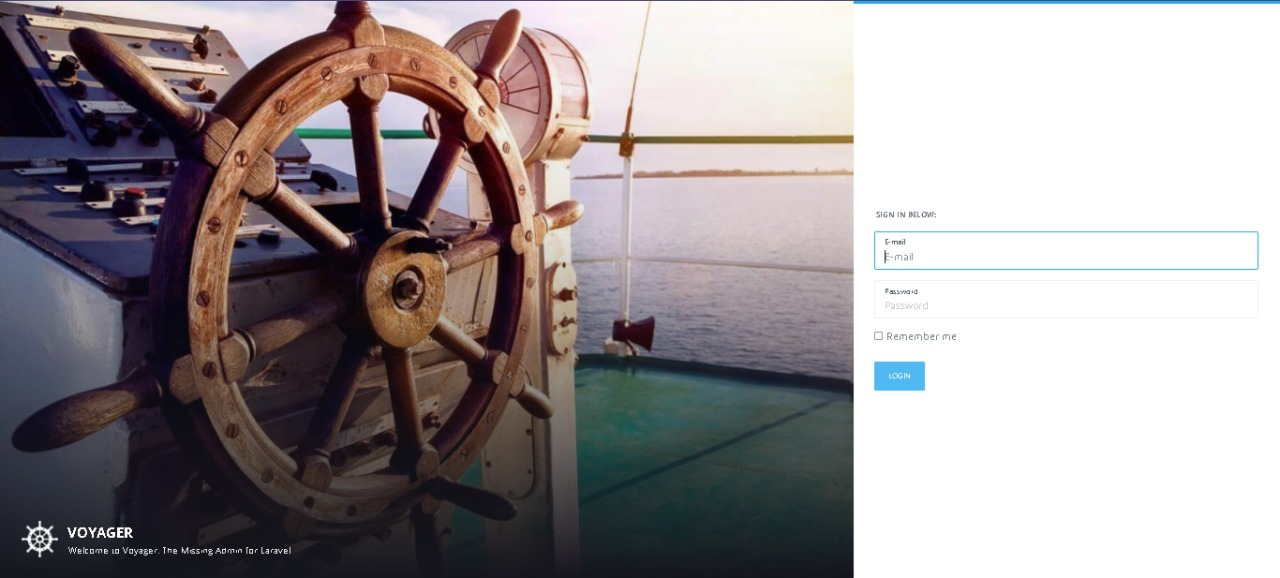 SIGN IN BELOW:
E-mail
E-mail
Password
Password
Remember me
LOGIN
VOYAGER
Welcome to Voyager. The Missing Admin for Laravel